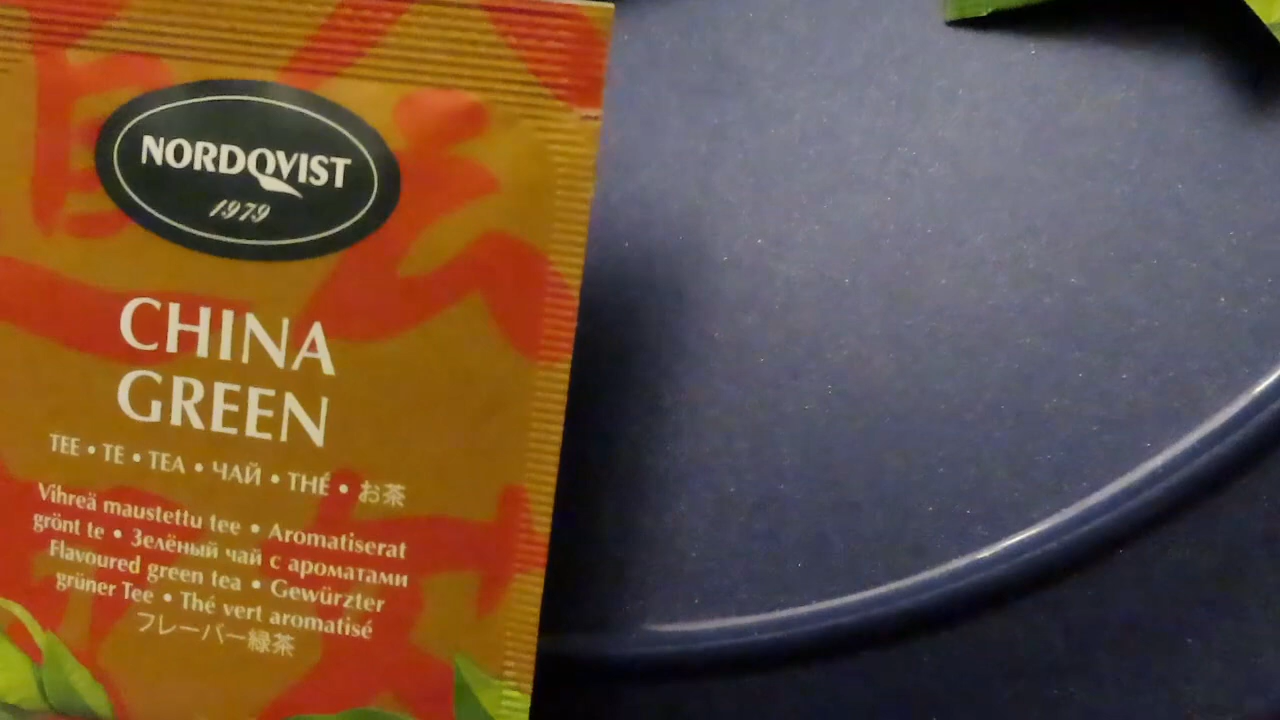 NORDQVIST
1979
CHINA
GREEN
TEE • TE • TEA • ЧАЙ • THÉ • お茶
Vihreä maustettu tee • Aromatiserat
grönt te • Зелёный чай с ароматами
Flavoured green tea • Gewürzter
grüner Tee • Thé vert aromatisé
フレーバー緑茶